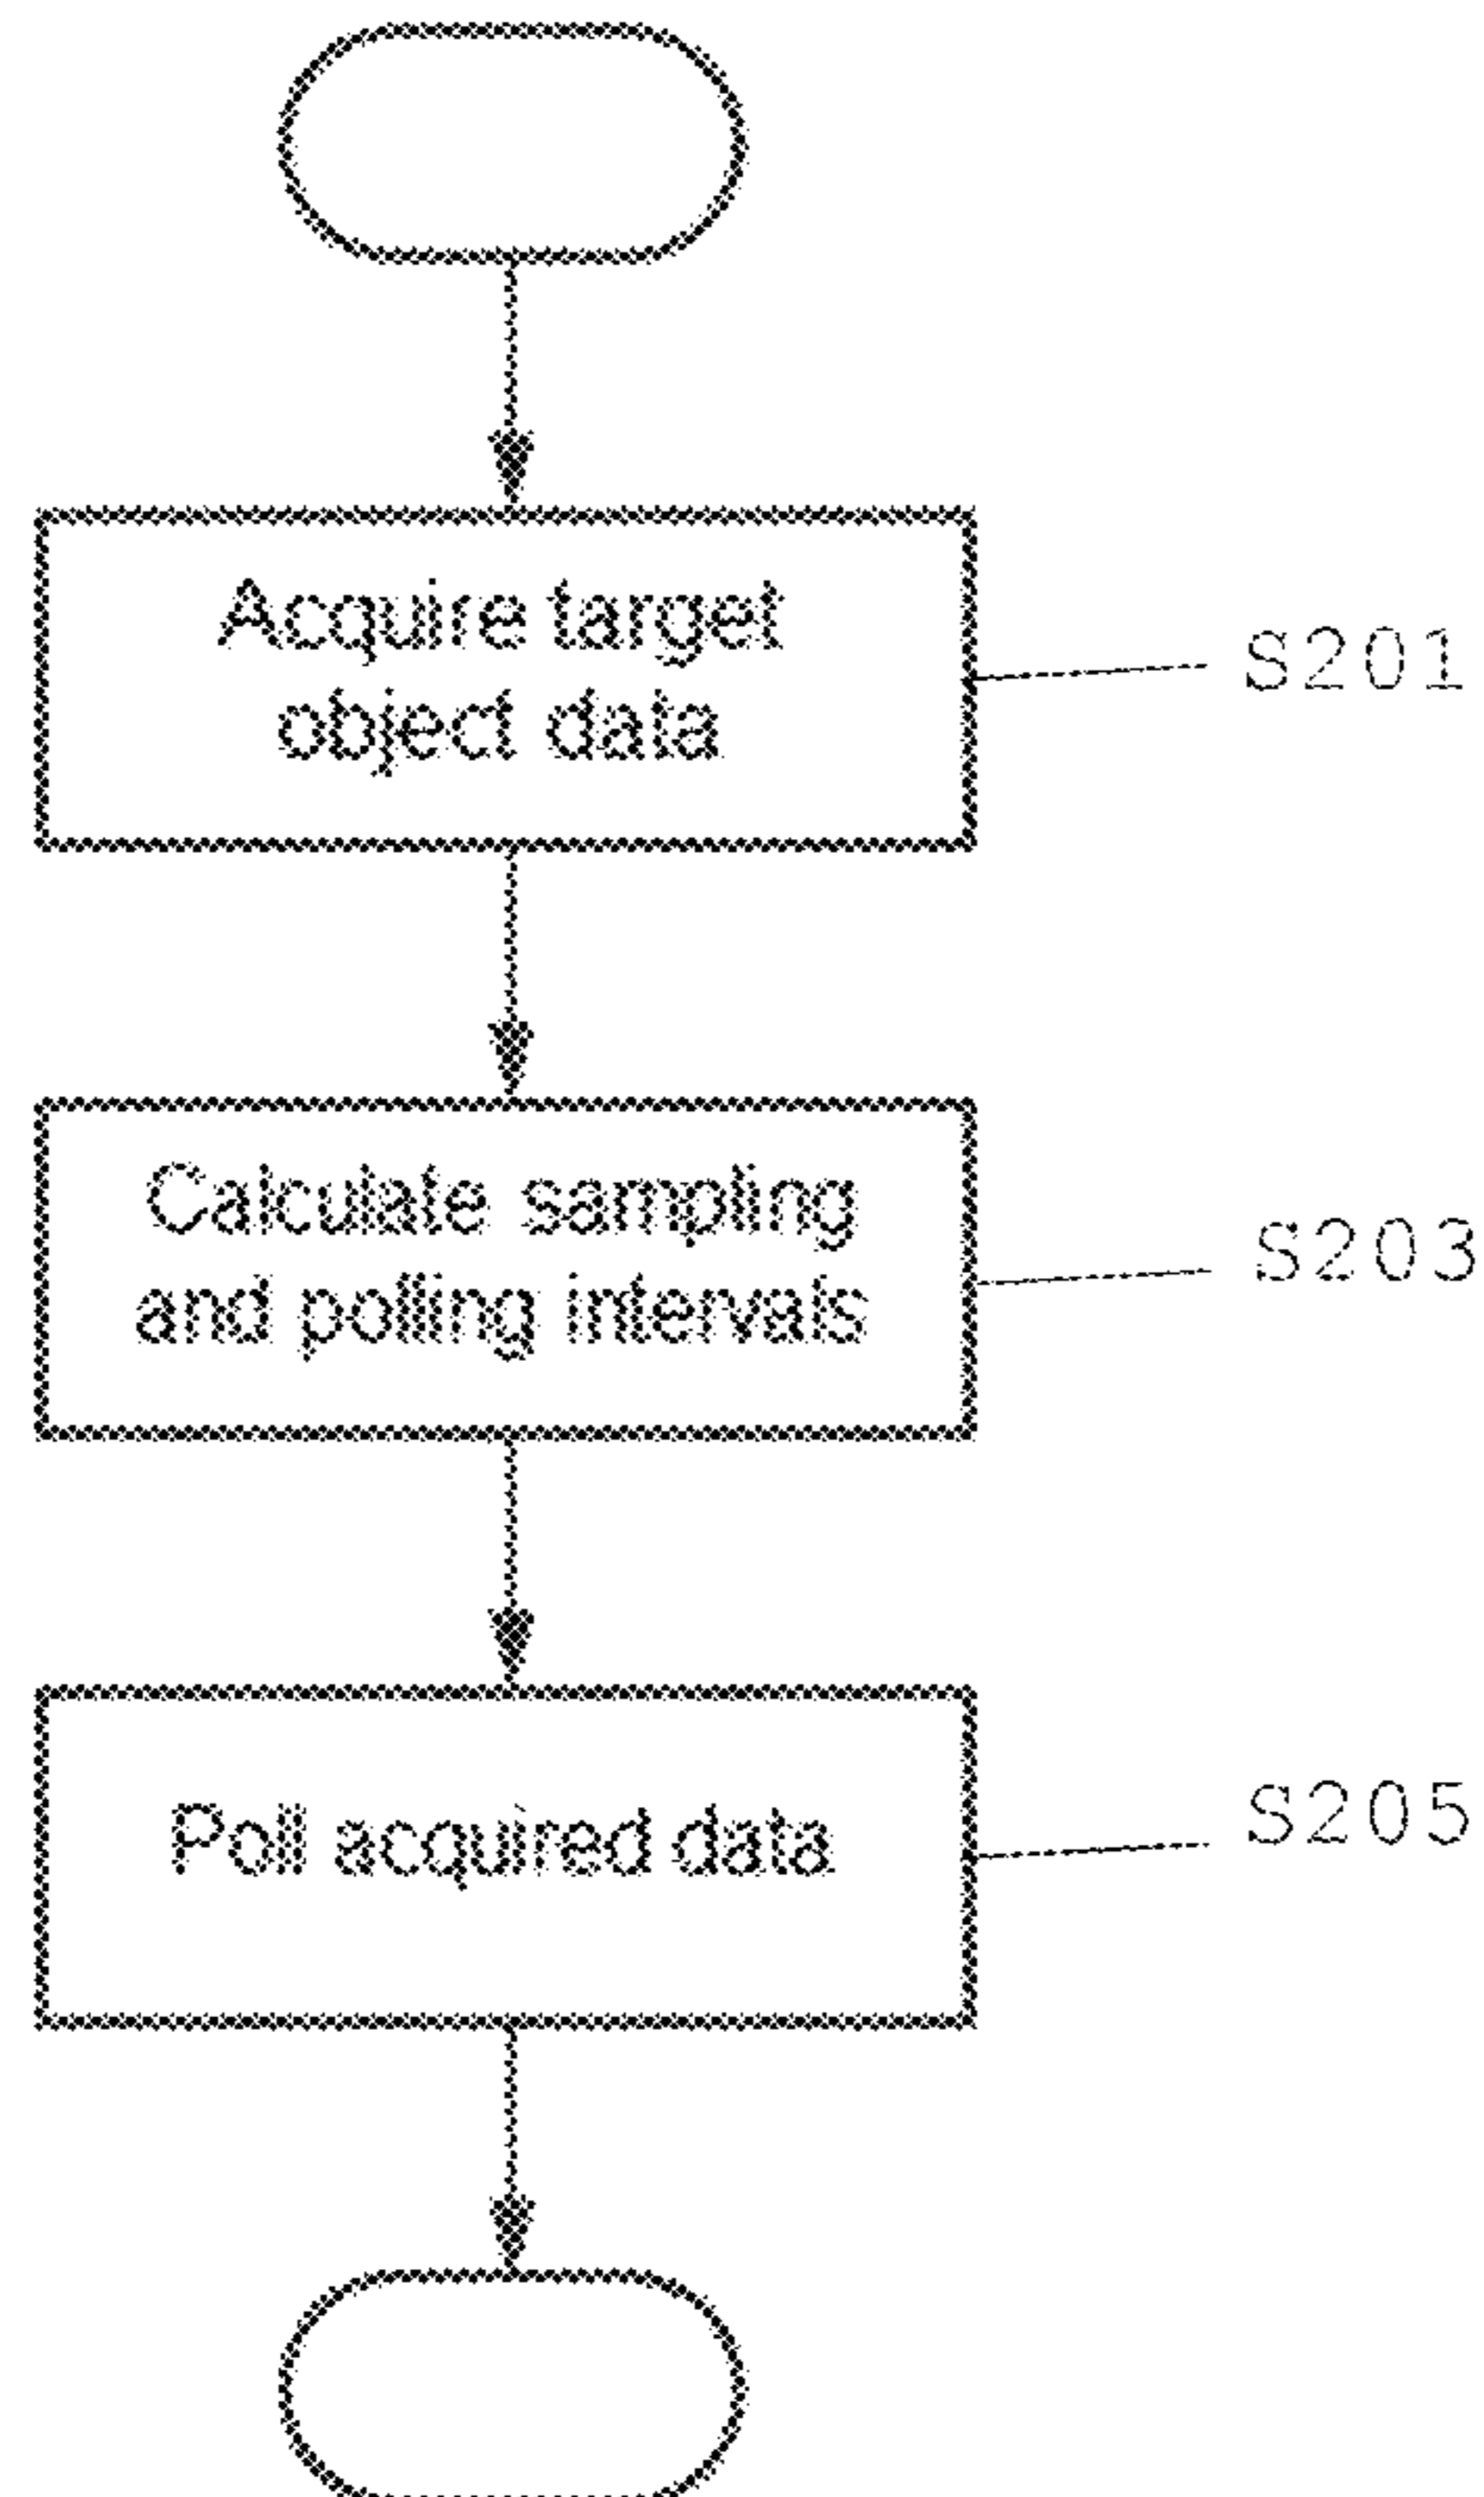 Acquire target
object data
S201
Calculate sampling
and polling intervals
S203
Poll acquired data
S205